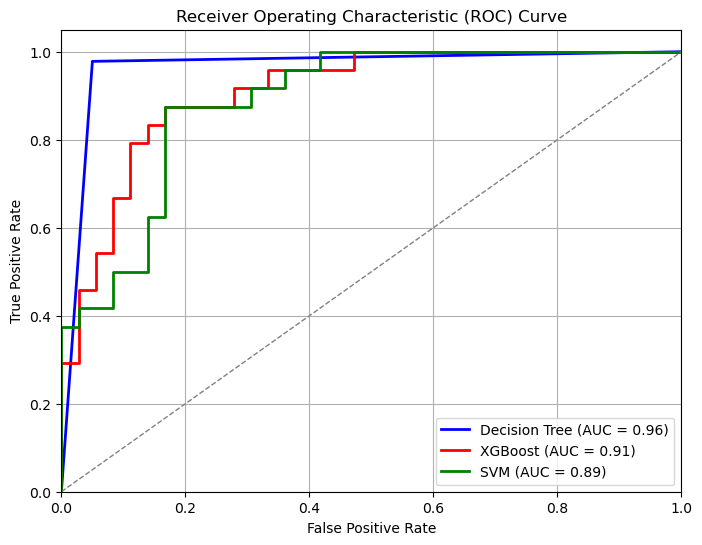 Receiver Operating Characteristic (ROC) Curve
True Positive Rate
1.0
0.8
0.6
0.4
0.2
0.0
Decision Tree (AUC = 0.96)
XGBoost (AUC = 0.91)
SVM (AUC = 0.89)
0.0 0.2 0.4 0.6 0.8 1.0
False Positive Rate